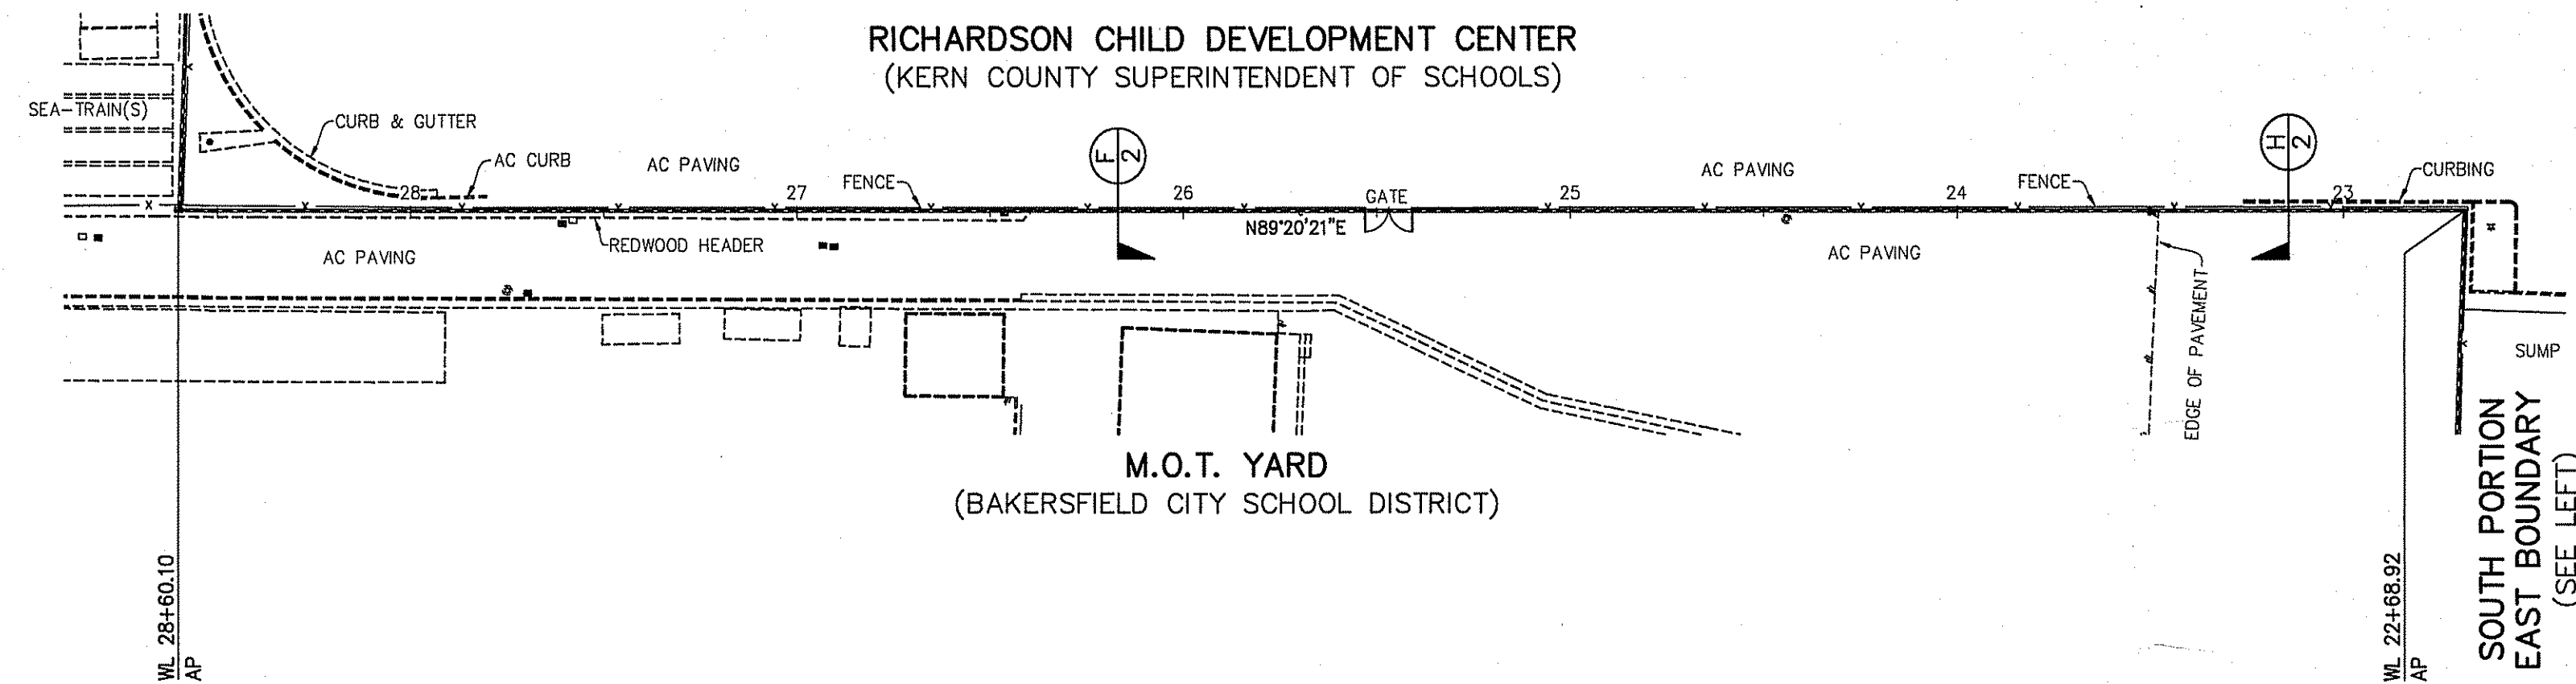 RICHARDSON CHILD DEVELOPMENT CENTER
(KERN COUNTY SUPERINTENDENT OF SCHOOLS)
SEA-TRAIN(S)
CURB & GUTTER
AC CURB
AC PAVING
FENCE
F
2
AC PAVING
FENCE
H
2
CURBING
28
27
26
GATE
25
24
23
N89°20'21"E
REDWOOD HEADER
AC PAVING
AC PAVING
EDGE OF PAVEMENT
SUMP
M.O.T. YARD
(BAKERSFIELD CITY SCHOOL DISTRICT)
WL 28+60.10
AP
WL 22+68.92
AP
SOUTH PORTION
EAST BOUNDARY
(SEE LEFT)